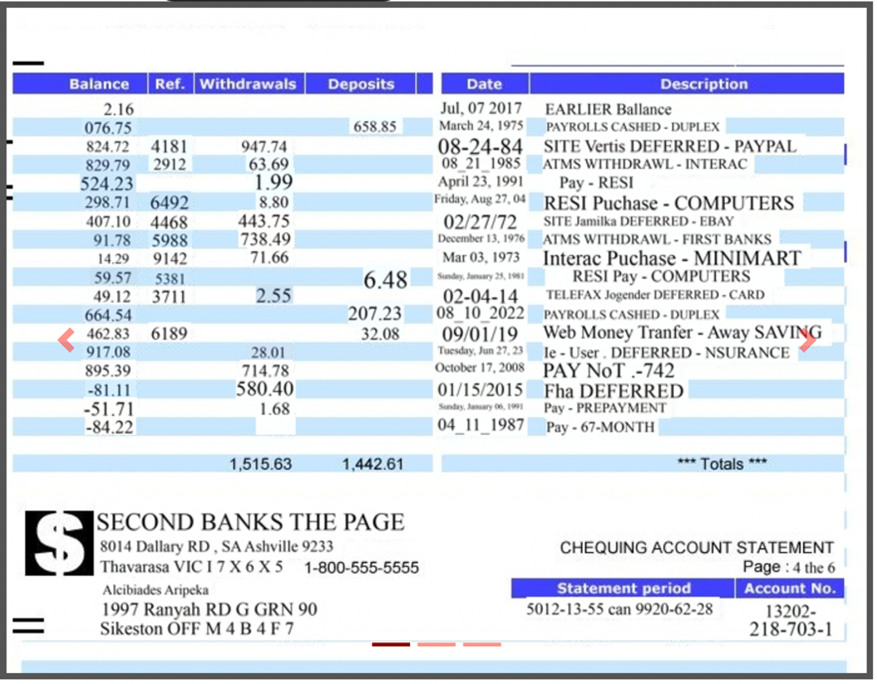 Balance Ref. Withdrawals Deposits Date Description
2.16 Jul, 07 2017 EARLIER Ballance
076.75 658.85 March 24, 1975 PAYROLLS CASHED - DUPLEX
824.72 4181 947.74 08-24-84 SITE Vertis DEFERRED - PAYPAL
829.79 2912 63.69 08_21_1985 ATMS WITHDRAWL - INTERAC
524.23 1.99 April 23, 1991 Pay - RESI
298.71 6492 8.80 Friday, Aug 27, 04 RESI Puchase - COMPUTERS
407.10 4468 443.75 02/27/72 SITE Jamilka DEFERRED - EBAY
91.78 5988 738.49 December 13, 1976 ATMS WITHDRAWL - FIRST BANKS
14.29 9142 71.66 Mar 03, 1973 Interac Puchase - MINIMART
59.57 5381 6.48 Sunday, January 25, 1981 RESI Pay - COMPUTERS
49.12 3711 2.55 02-04-14 TELEFAX Jogender DEFERRED - CARD
664.54 207.23 08_10_2022 PAYROLLS CASHED - DUPLEX
462.83 6189 32.08 09/01/19 Web Money Tranfer - Away SAVING
917.08 28.01 Tuesday, Jun 27, 23 Ie - User . DEFERRED - NSURANCE
895.39 714.78 October 17, 2008 PAY NoT .-742
-81.11 580.40 01/15/2015 Fha DEFERRED
-51.71 1.68 Sunday, January 06, 1991 Pay - PREPAYMENT
-84.22 04_11_1987 Pay - 67-MONTH
1,515.63 1,442.61 *** Totals ***
$ SECOND BANKS THE PAGE
8014 Dallary RD , SA Ashville 9233
Thavarasa VIC I 7 X 6 X 5 1-800-555-5555
CHEQUING ACCOUNT STATEMENT
Page : 4 the 6
Alcibiades Aripeka
1997 Ranyah RD G GRN 90
Sikeston OFF M 4 B 4 F 7
Statement period Account No.
5012-13-55 can 9920-62-28 13202-
218-703-1